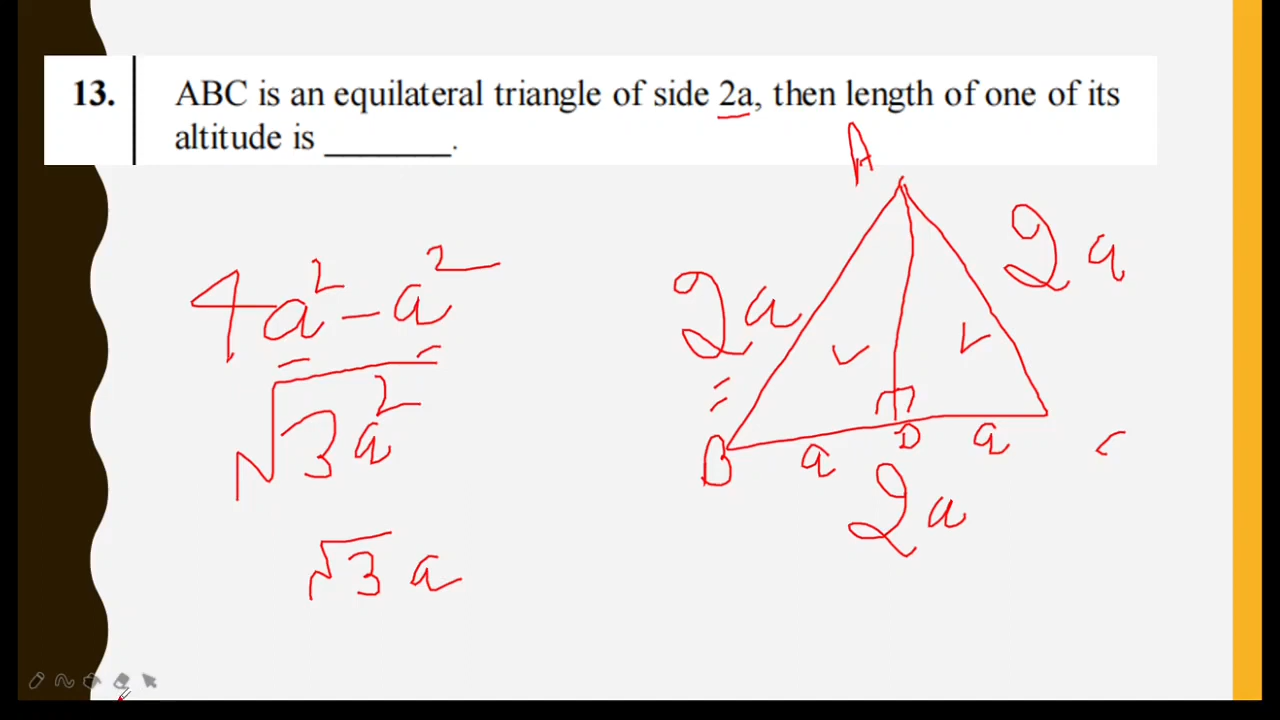 13. ABC is an equilateral triangle of side 2a, then length of one of its
altitude is _______.
A
2a
2a
4a² - a²
√3a²
B
a
D
a
C
2a
√3 a